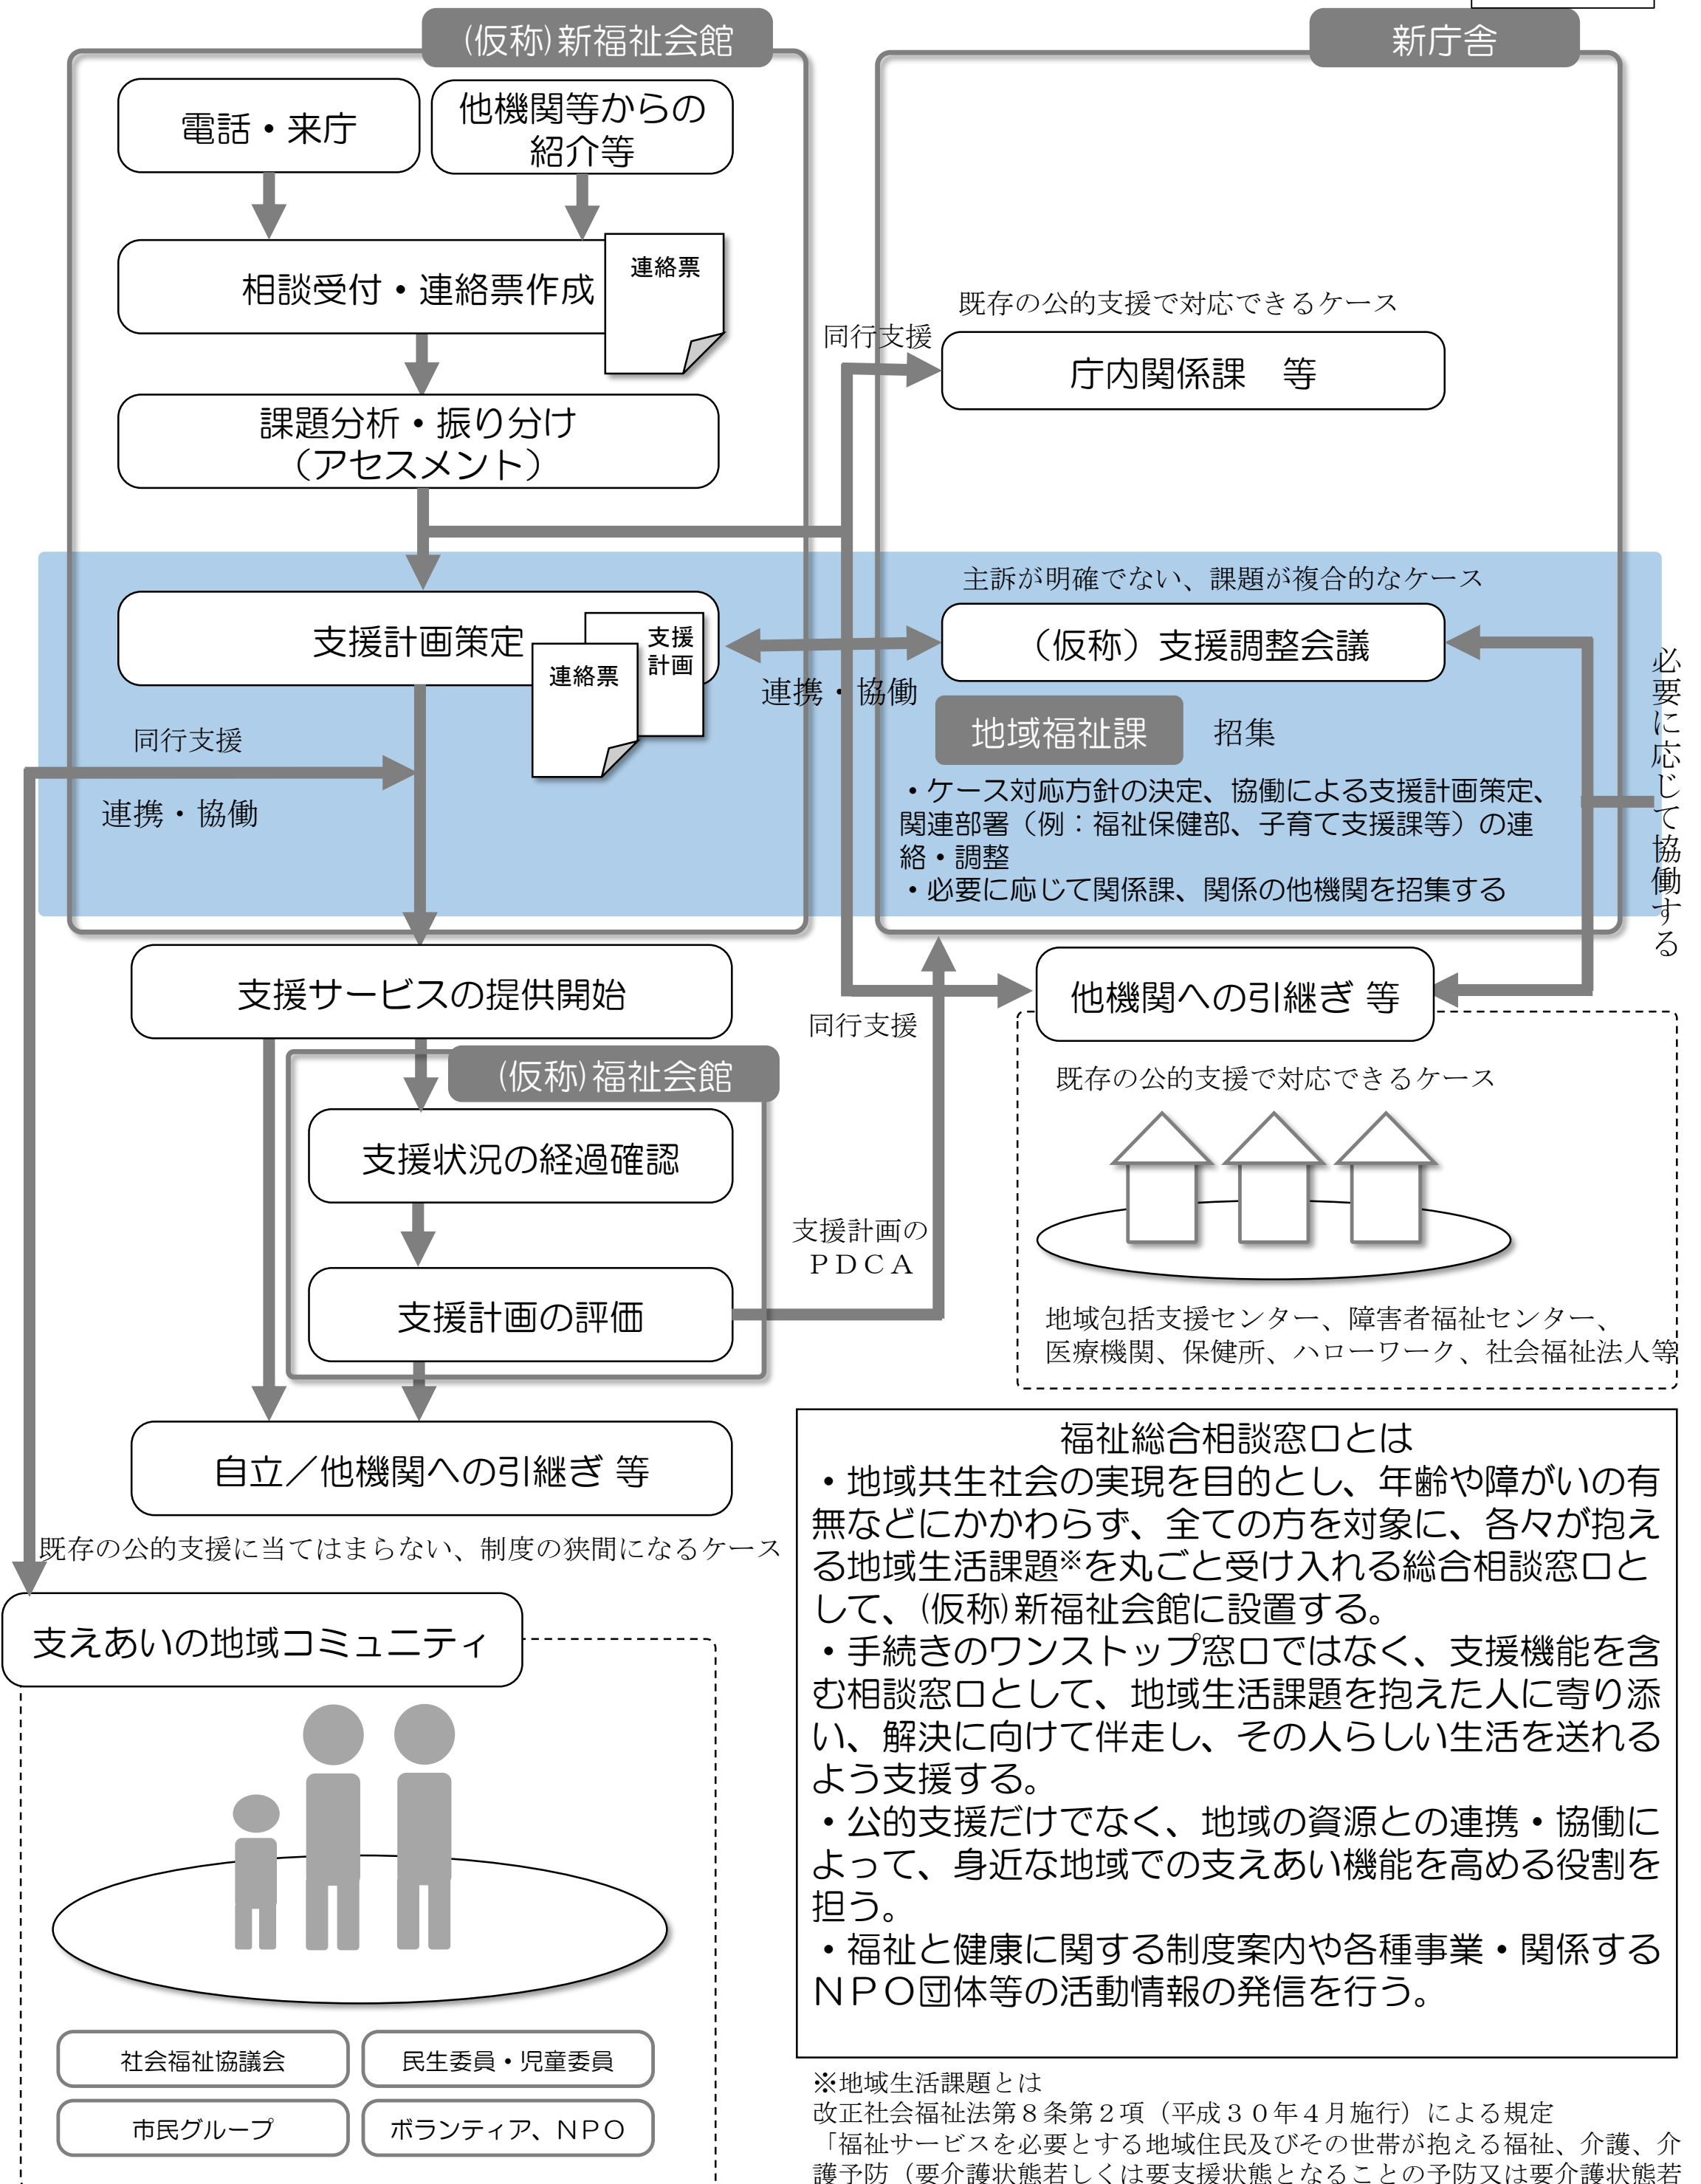 (仮称)新福祉会館
新庁舎
電話・来庁
他機関等からの
紹介等
相談受付・連絡票作成
連絡票
課題分析・振り分け
（アセスメント）
同行支援
既存の公的支援で対応できるケース
庁内関係課　等
支援計画策定
連絡票
支援
計画
連携・協働
主訴が明確でない、課題が複合的なケース
（仮称）支援調整会議
地域福祉課
招集
・ケース対応方針の決定、協働による支援計画策定、
関連部署（例：福祉保健部、子育て支援課等）の連
絡・調整
・必要に応じて関係課、関係の他機関を招集する
必要に応じて協働する
同行支援
連携・協働
支援サービスの提供開始
同行支援
他機関への引継ぎ 等
既存の公的支援で対応できるケース
地域包括支援センター、障害者福祉センター、
医療機関、保健所、ハローワーク、社会福祉法人等
(仮称)福祉会館
支援状況の経過確認
支援計画の評価
支援計画の
ＰＤＣＡ
自立／他機関への引継ぎ 等
既存の公的支援に当てはまらない、制度の狭間になるケース
支えあいの地域コミュニティ
社会福祉協議会
民生委員・児童委員
市民グループ
ボランティア、ＮＰＯ
福祉総合相談窓口とは
・地域共生社会の実現を目的とし、年齢や障がいの有
無などにかかわらず、全ての方を対象に、各々が抱え
る地域生活課題※を丸ごと受け入れる総合相談窓口と
して、(仮称)新福祉会館に設置する。
・手続きのワンストップ窓口ではなく、支援機能を含
む相談窓口として、地域生活課題を抱えた人に寄り添
い、解決に向けて伴走し、その人らしい生活を送れる
よう支援する。
・公的支援だけでなく、地域の資源との連携・協働に
よって、身近な地域での支えあい機能を高める役割を
担う。
・福祉と健康に関する制度案内や各種事業・関係する
ＮＰＯ団体等の活動情報の発信を行う。
※地域生活課題とは
改正社会福祉法第８条第２項（平成３０年４月施行）による規定
「福祉サービスを必要とする地域住民及びその世帯が抱える福祉、介護、介
護予防（要介護状態若しくは要支援状態となることの予防又は要介護状態若